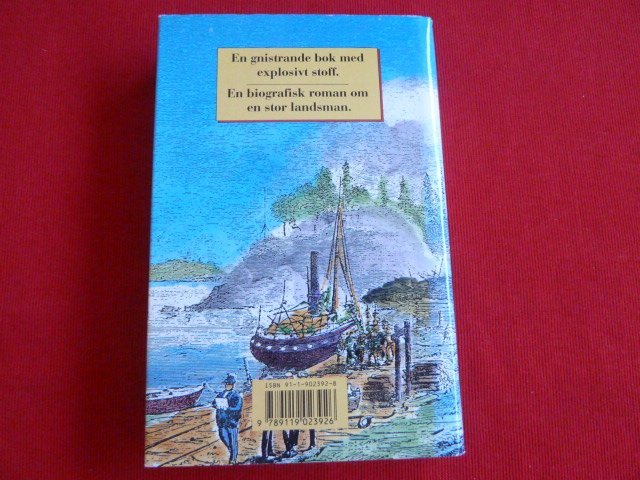 En gnistrande bok med
explosivt stoff.
En biografisk roman om
en stor landsman.
ISBN 91-1-902392-8
9 789119 023926